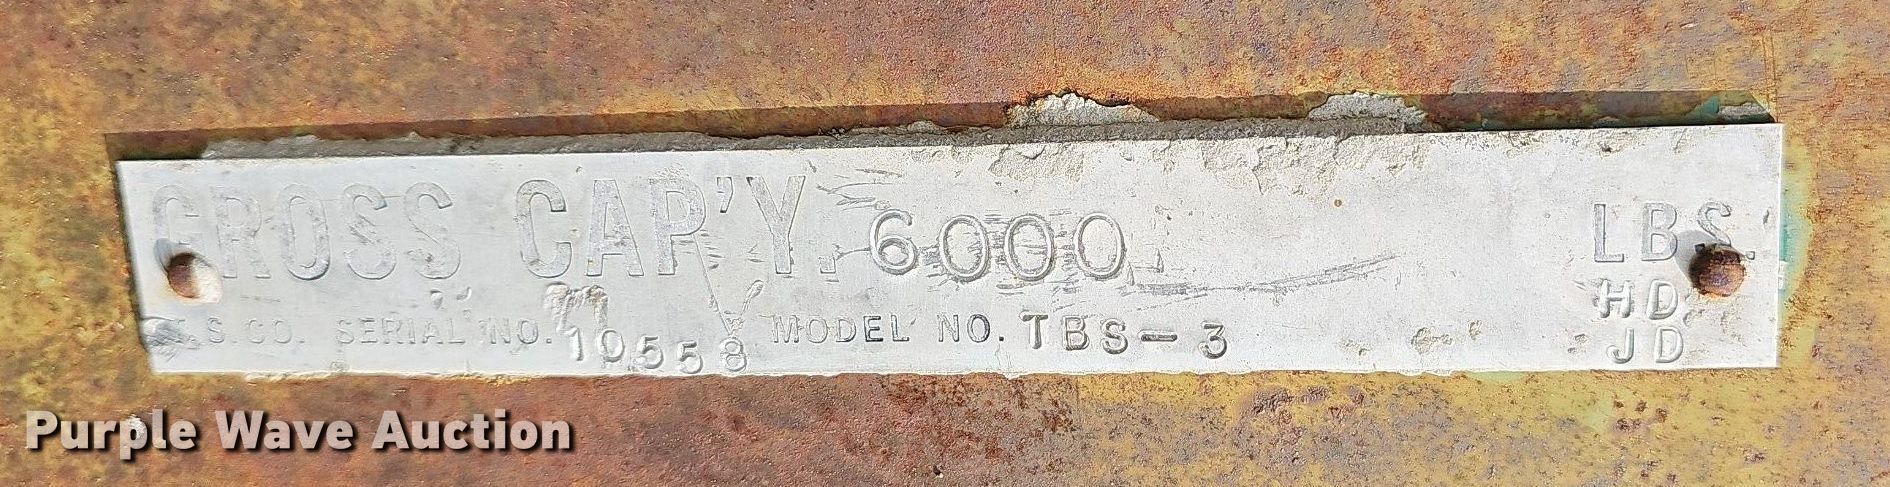 GROSS CAP'Y, 6000 LBS.
S. CO. SERIAL NO. 10558 MODEL NO. TBS-3
HD
JD
Purple Wave Auction